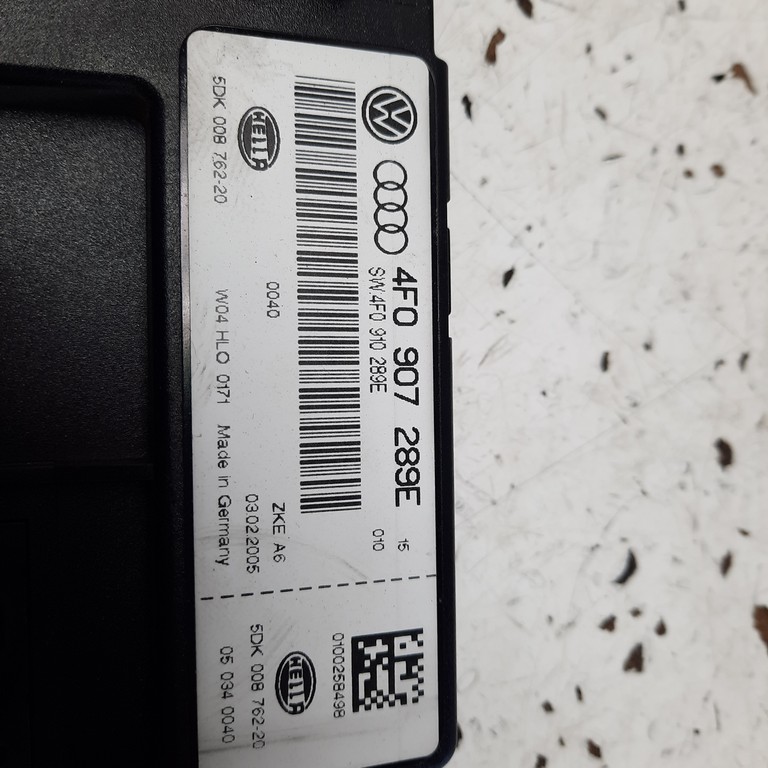 4F0 907 289E 15
SW:4F0 910 289E 010
HELLA
0040
ZKE A6
03.02.2005
5DK 008 762-20
W04 HLO 0171 Made in Germany
0100258498
HELLA
5DK 008 762-20
05 034 0040